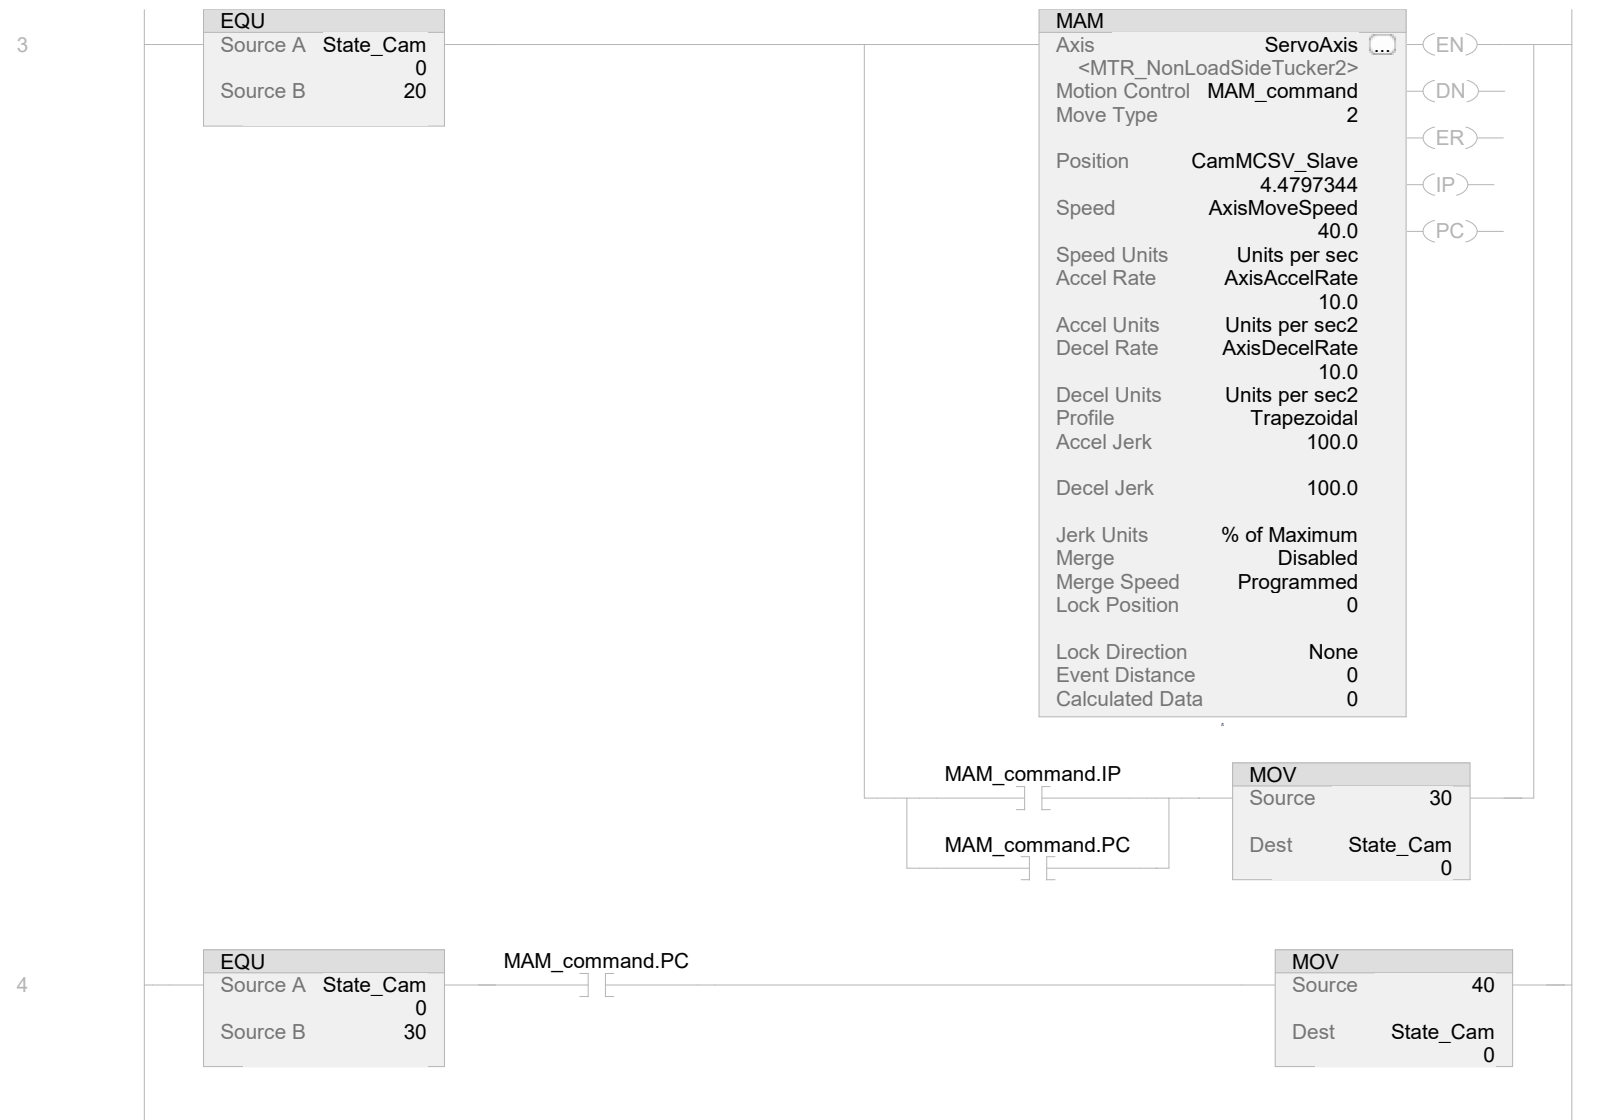 3
EQU
Source A State_Cam
0
Source B 20
MAM
Axis ServoAxis ...
<MTR_NonLoadSideTucker2>
Motion Control MAM_command
Move Type 2
Position CamMCSV_Slave
4.4797344
Speed AxisMoveSpeed
40.0
Speed Units Units per sec
Accel Rate AxisAccelRate
10.0
Accel Units Units per sec2
Decel Rate AxisDecelRate
10.0
Decel Units Units per sec2
Profile Trapezoidal
Accel Jerk 100.0
Decel Jerk 100.0
Jerk Units % of Maximum
Merge Disabled
Merge Speed Programmed
Lock Position 0
Lock Direction None
Event Distance 0
Calculated Data 0
EN
DN
ER
IP
PC
MAM_command.IP
MAM_command.PC
MOV
Source 30
Dest State_Cam
0
4
EQU
Source A State_Cam
0
Source B 30
MAM_command.PC
MOV
Source 40
Dest State_Cam
0